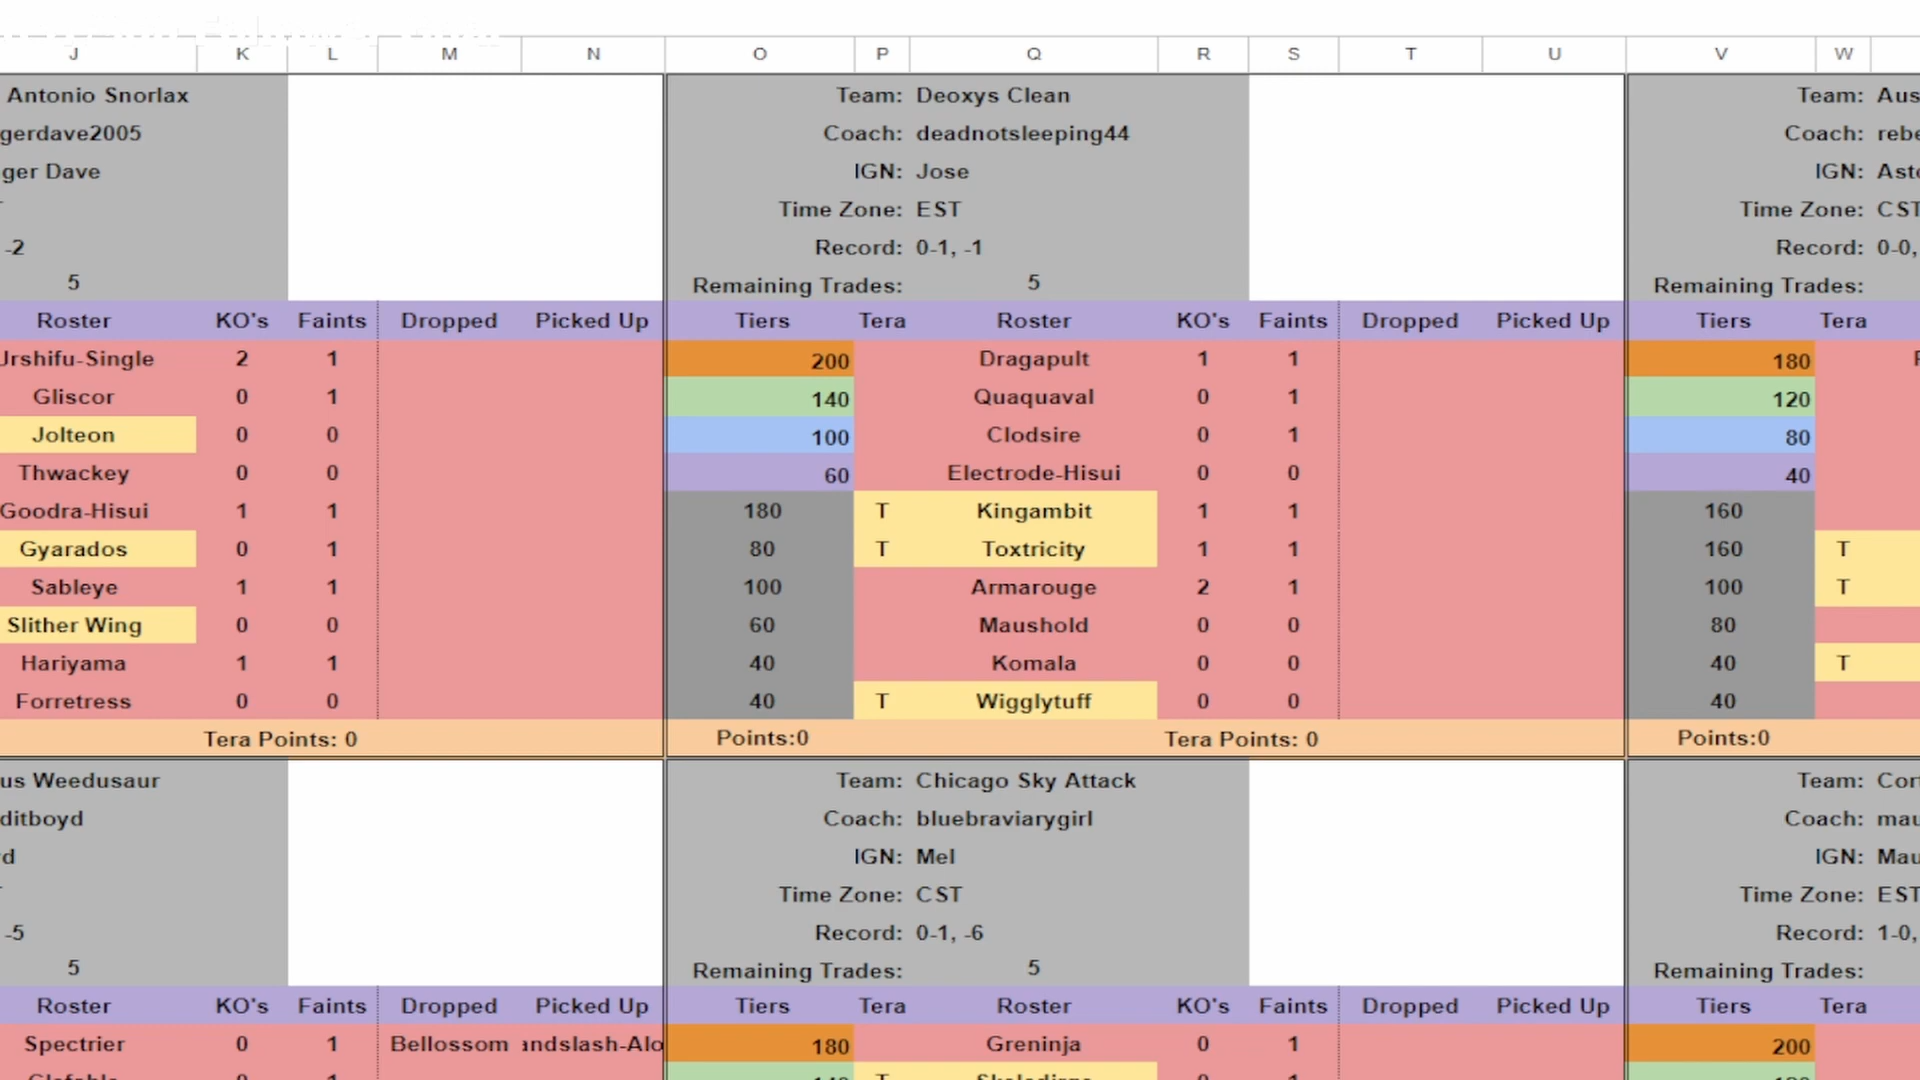 J K L M N O P Q R S T U V W
Antonio Snorlax Team: Deoxys Clean Team: Aus
gerdave2005 Coach: deadnotsleeping44 Coach: rebe
ger Dave IGN: Jose IGN: Asto
Time Zone: EST Time Zone: CST
-2 Record: 0-1, -1 Record: 0-0,
5 Remaining Trades: 5 Remaining Trades:
Roster KO's Faints Dropped Picked Up Tiers Tera Roster KO's Faints Dropped Picked Up Tiers Tera
Urshifu-Single 2 1 200 Dragapult 1 1 180
Gliscor 0 1 140 Quaquaval 0 1 120
Jolteon 0 0 100 Clodsire 0 1 80
Thwackey 0 0 60 Electrode-Hisui 0 0 40
Goodra-Hisui 1 1 180 T Kingambit 1 1 160
Gyarados 0 1 80 T Toxtricity 1 1 160 T
Sableye 1 1 100 Armarouge 2 1 100 T
Slither Wing 0 0 60 Maushold 0 0 80
Hariyama 1 1 40 Komala 0 0 40 T
Forretress 0 0 40 T Wigglytuff 0 0 40
Tera Points: 0 Points:0 Tera Points: 0 Points:0
us Weedusaur Team: Chicago Sky Attack Team: Cor
ditboyd Coach: bluebraviarygirl Coach: mau
d IGN: Mel IGN: Mau
Time Zone: CST Time Zone: EST
-5 Record: 0-1, -6 Record: 1-0,
5 Remaining Trades: 5 Remaining Trades:
Roster KO's Faints Dropped Picked Up Tiers Tera Roster KO's Faints Dropped Picked Up Tiers Tera
Spectrier 0 1 Bellossom andslash-Alo 180 Greninja 0 1 200